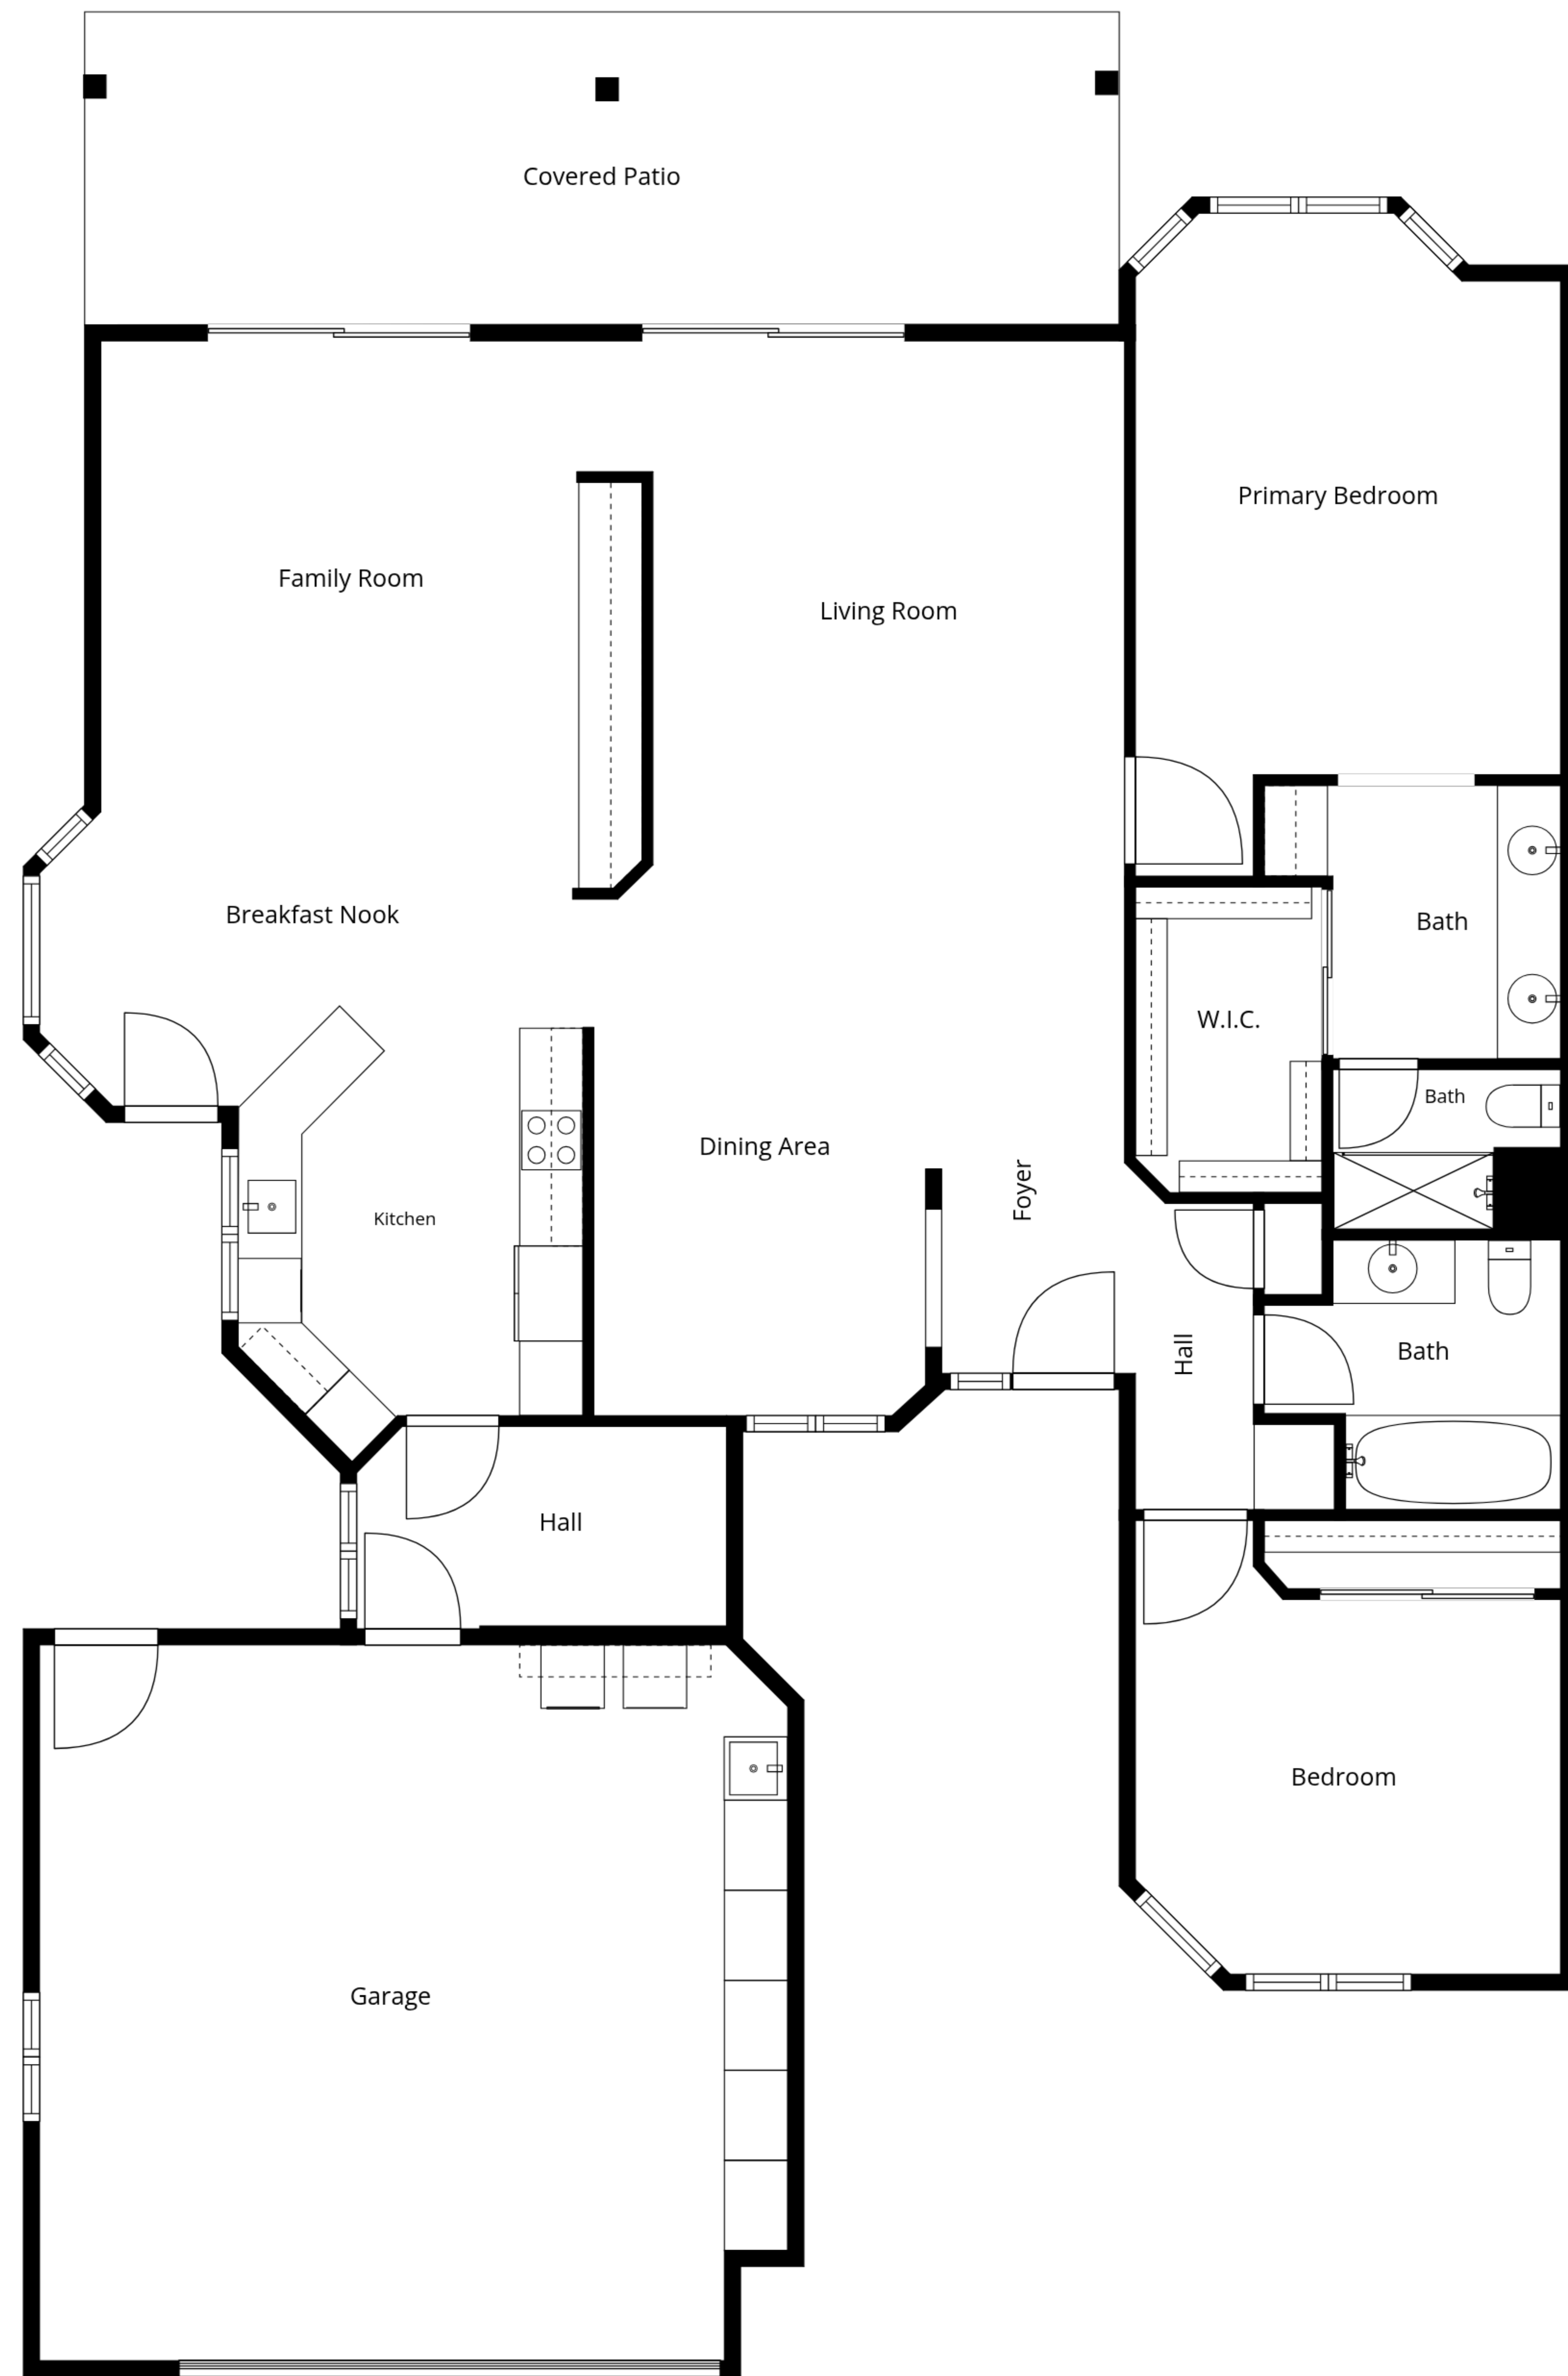 Covered Patio
Primary Bedroom
Family Room
Living Room
Breakfast Nook
Bath
W.I.C.
Bath
Dining Area
Foyer
Kitchen
Hall
Bath
Hall
Bedroom
Garage